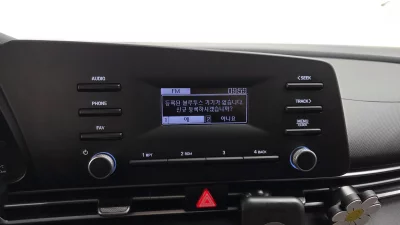 AUDIO
PHONE
FAV
FM
등록된 블루투스 기기가 없습니다.
신규 등록하시겠습니까?
예 아니요
< SEEK
TRACK >
MENU
1 RPT
2 SDM
3
4 BACK